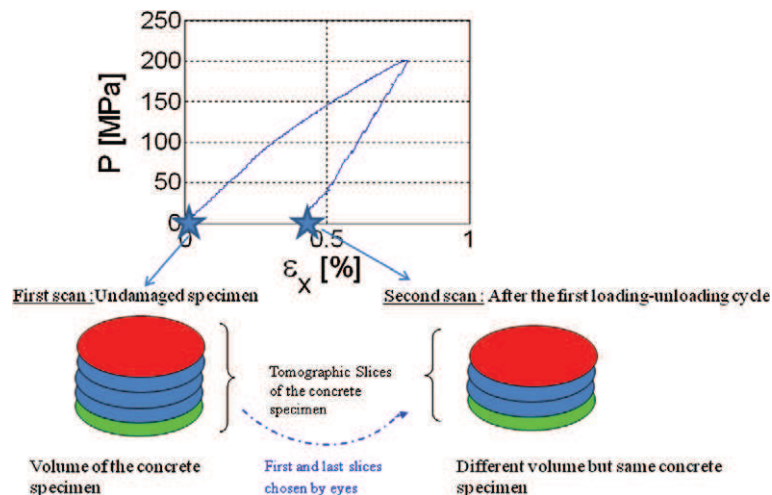 250
200
150
100
50
0
P [MPa]
0
0.5
1
εx [%]
First scan : Undamaged specimen
Second scan : After the first loading-unloading cycle
Tomographic Slices
of the concrete
specimen
Volume of the concrete
specimen
First and last slices
chosen by eyes
Different volume but same concrete
specimen